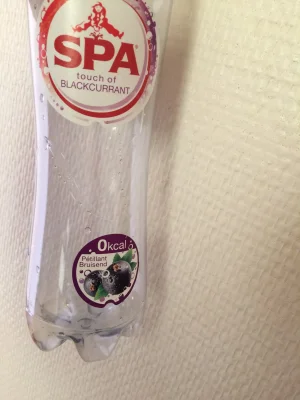 SPA
touch of
BLACKCURRANT
0kcal
Pétillant
Bruisend